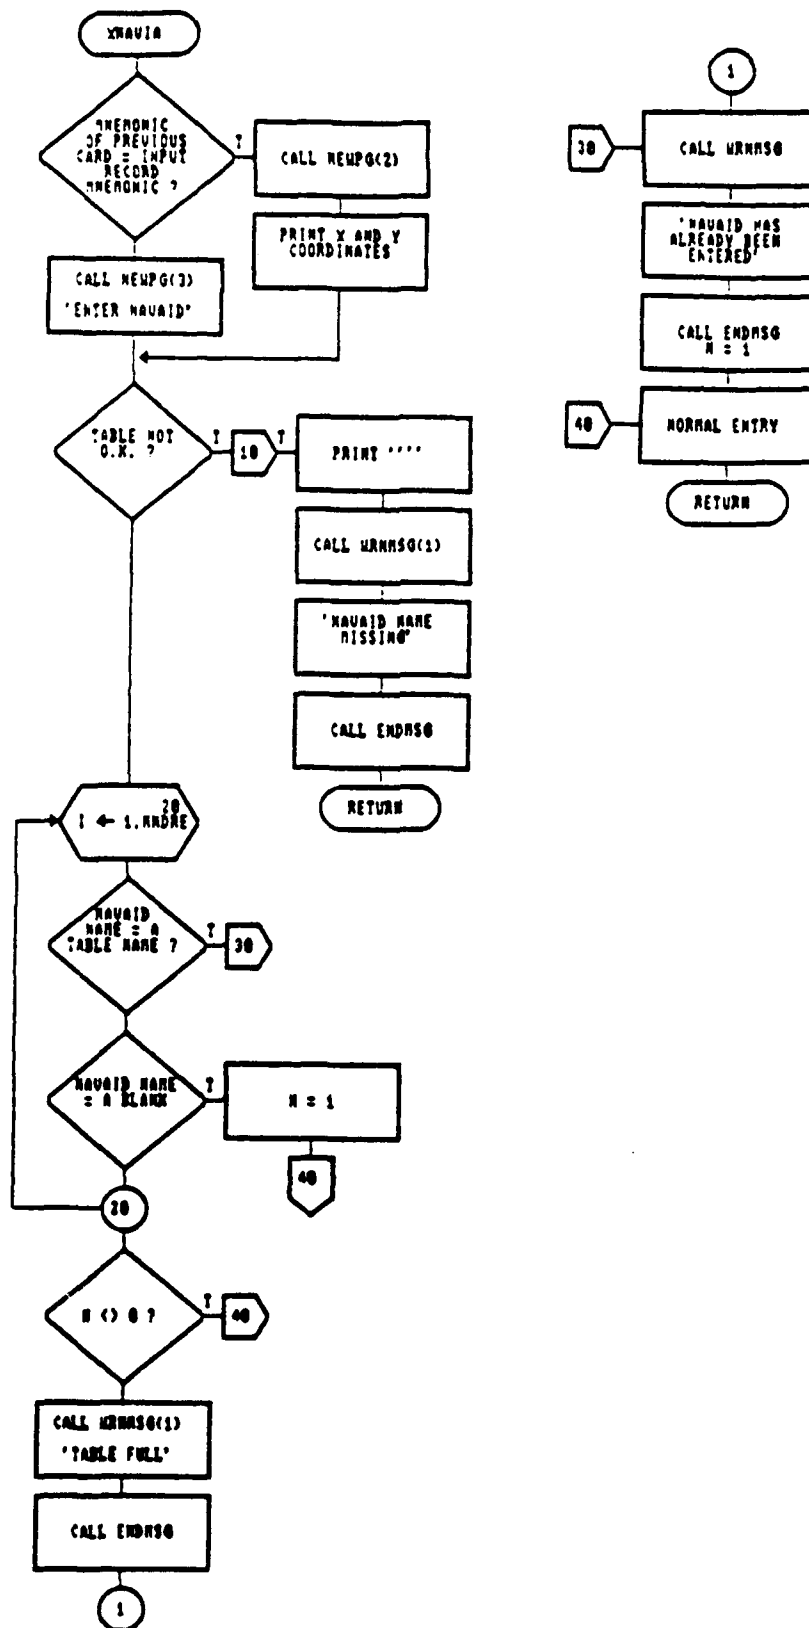 XNAVIA
MNEMONIC
OF PREVIOUS
CARD = INPUT
RECORD
MNEMONIC ?
T
CALL NEWPG(2)
PRINT X AND Y
COORDINATES
CALL NEWPG(3)
'ENTER NAVAID'
TABLE NOT
O.K. ?
T
10
T
PRINT ''''
CALL WRNMSG(1)
'NAVAID NAME
MISSING'
CALL ENDMSG
RETURN
20
I ← 1,NNDRE
NAVAID
NAME = A
TABLE NAME ?
T
30
NAVAID NAME
= A BLANK
T
N = I
40
20
N <> 0 ?
T
40
CALL WRNMSG(1)
'TABLE FULL'
CALL ENDMSG
1
1
30
CALL WRNMSG
'NAVAID HAS
ALREADY BEEN
ENTERED'
CALL ENDMSG
N = I
40
NORMAL ENTRY
RETURN